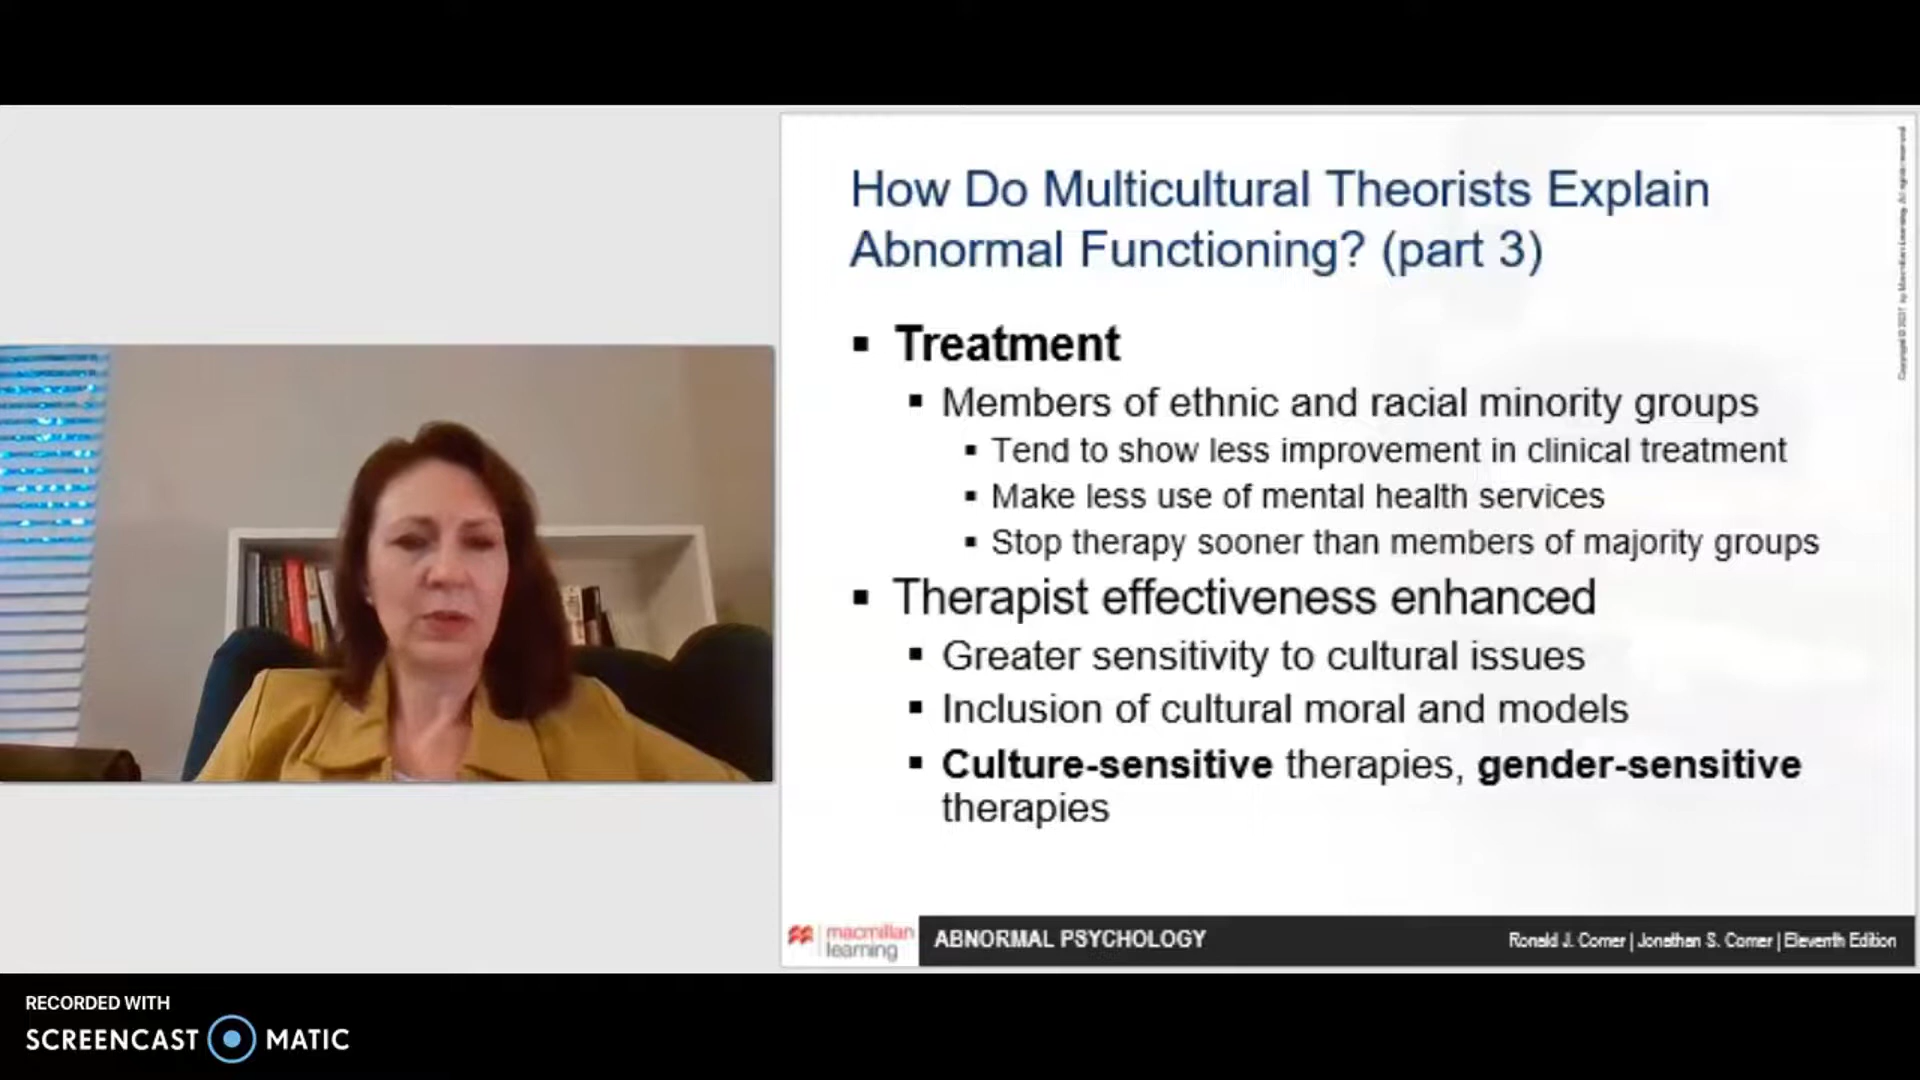 How Do Multicultural Theorists Explain
Abnormal Functioning? (part 3)
▪ Treatment
▪ Members of ethnic and racial minority groups
▪ Tend to show less improvement in clinical treatment
▪ Make less use of mental health services
▪ Stop therapy sooner than members of majority groups
▪ Therapist effectiveness enhanced
▪ Greater sensitivity to cultural issues
▪ Inclusion of cultural moral and models
▪ Culture-sensitive therapies, gender-sensitive
therapies
macmillan
learning
ABNORMAL PSYCHOLOGY
Ronald J. Comer | Jonathan S. Comer | Eleventh Edition
RECORDED WITH
SCREENCAST MATIC